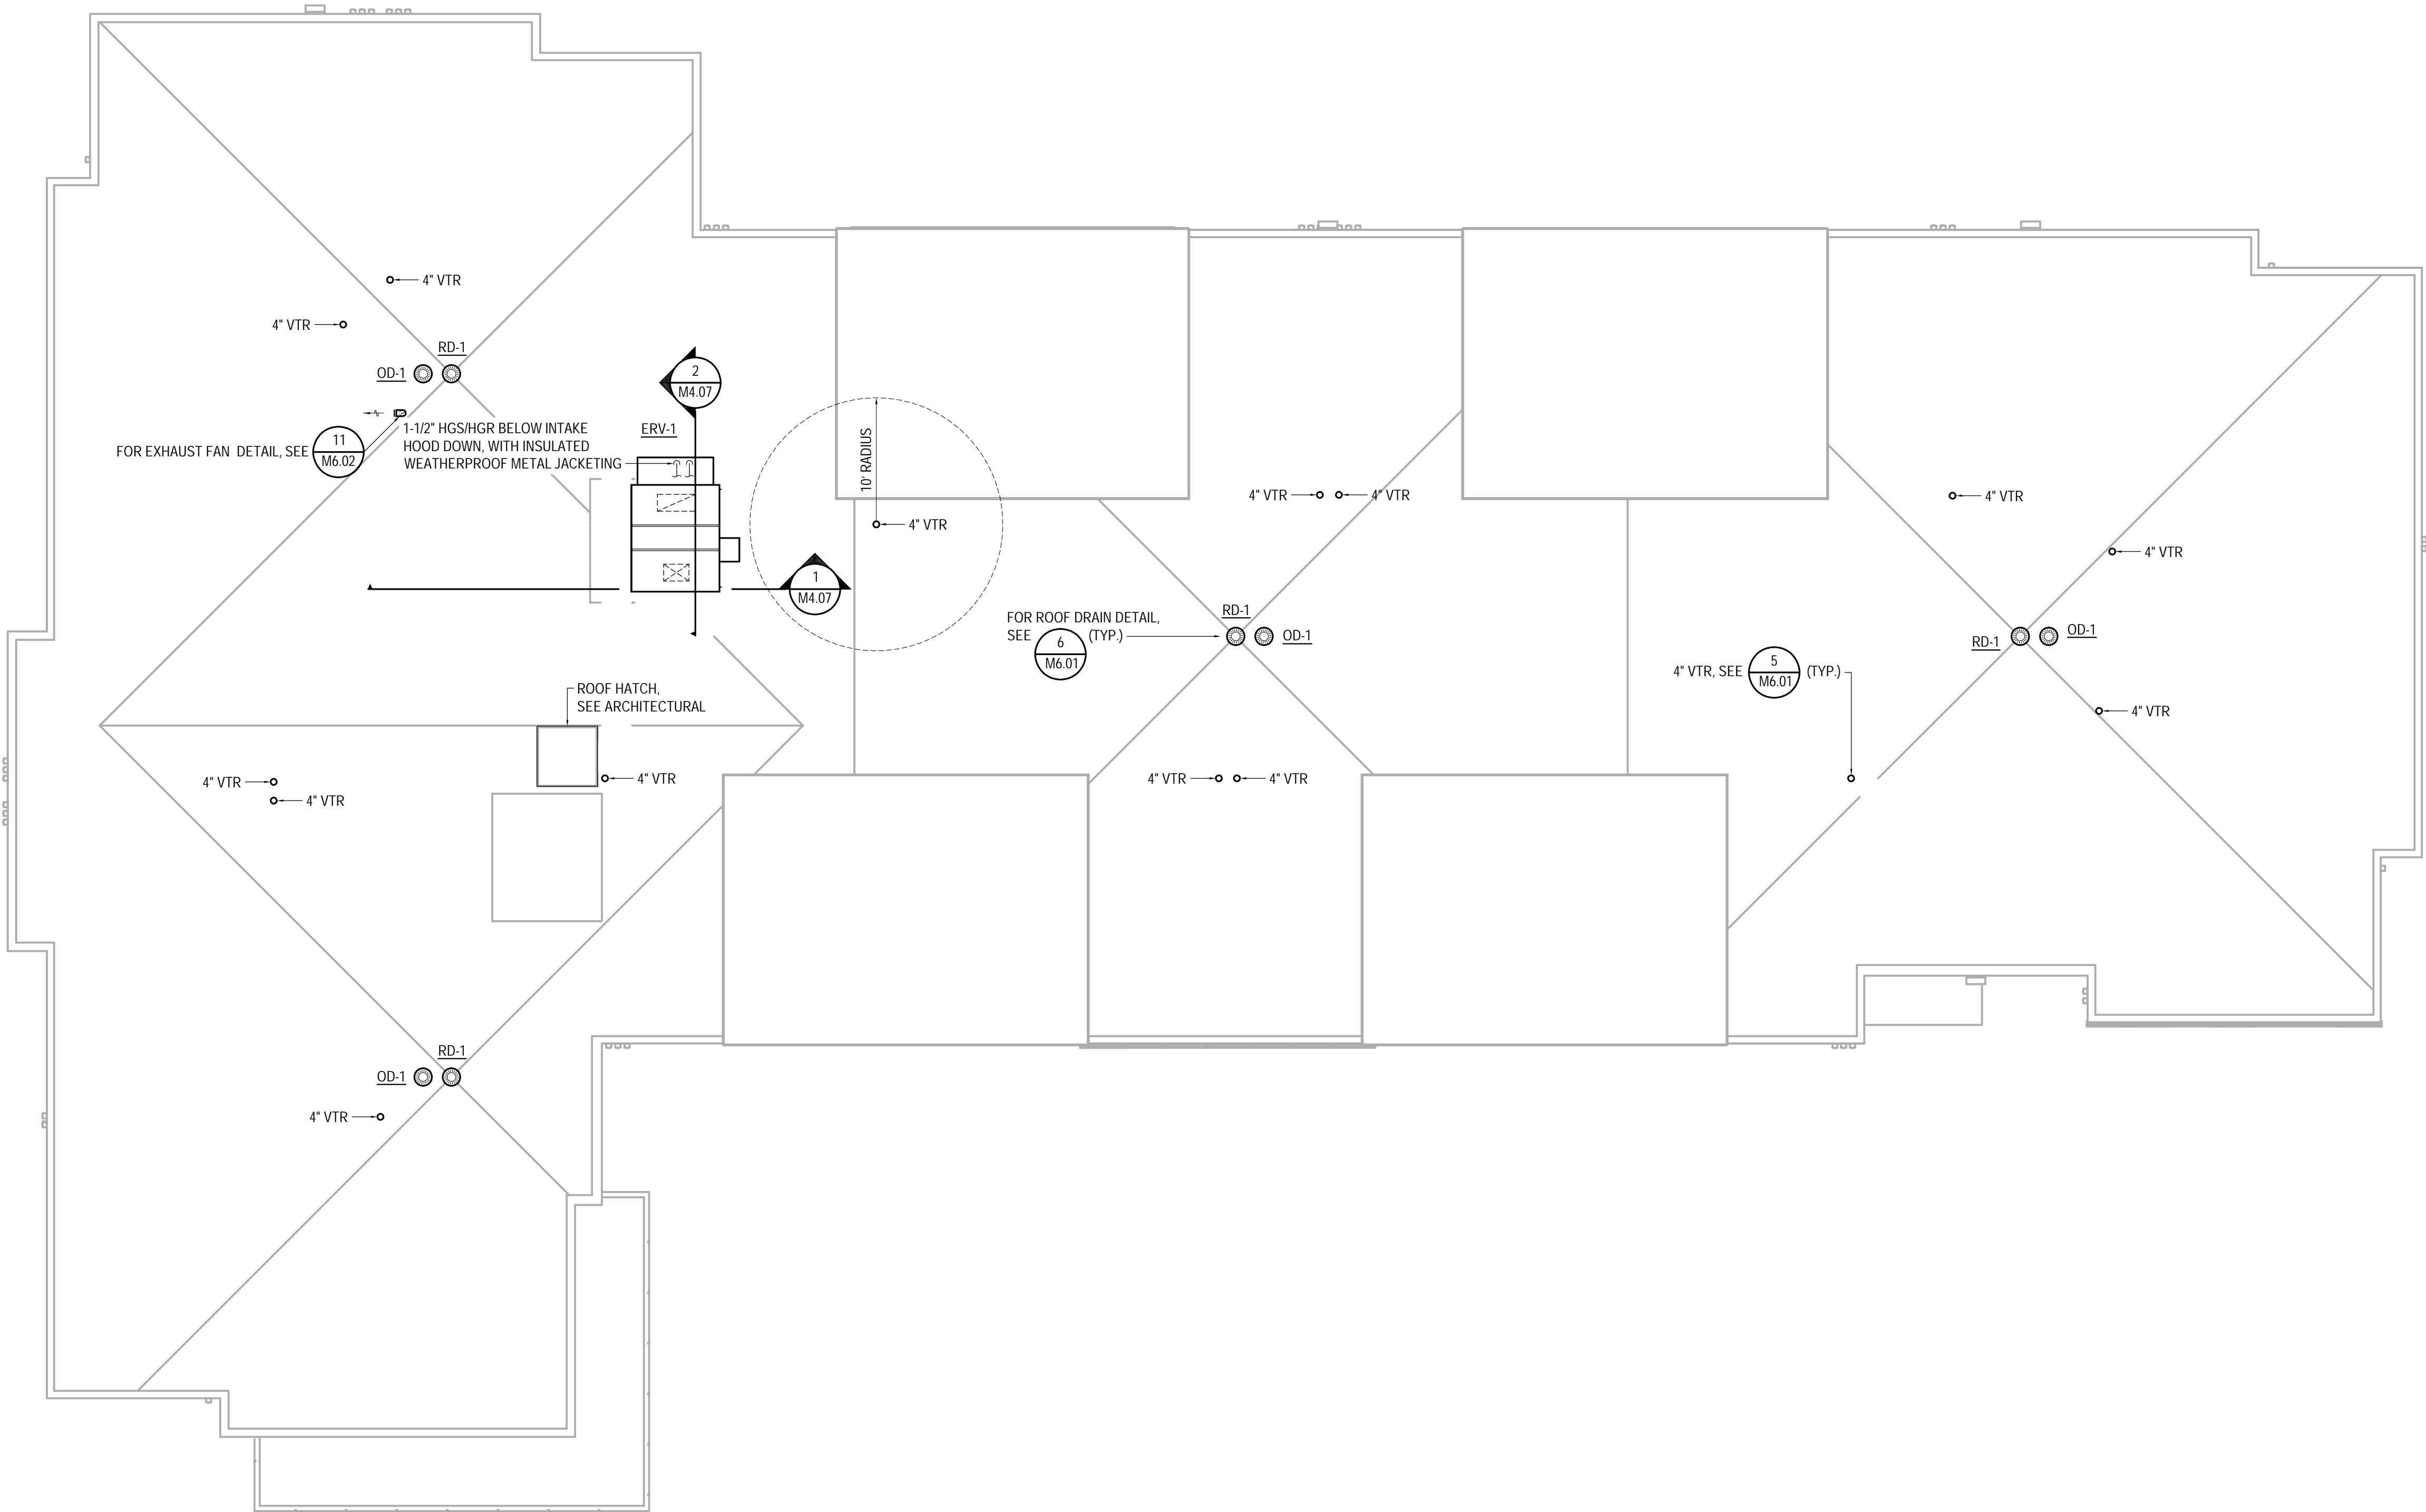 4" VTR
4" VTR
RD-1
OD-1
2
M4.07
1-1/2" HGS/HGR BELOW INTAKE
HOOD DOWN, WITH INSULATED
WEATHERPROOF METAL JACKETING
ERV-1
FOR EXHAUST FAN DETAIL, SEE
11
M6.02
10' RADIUS
4" VTR
4" VTR
4" VTR
4" VTR
4" VTR
1
M4.07
FOR ROOF DRAIN DETAIL,
SEE
6
M6.01
(TYP.)
RD-1
OD-1
RD-1
OD-1
4" VTR, SEE
5
M6.01
(TYP.)
ROOF HATCH,
SEE ARCHITECTURAL
4" VTR
4" VTR
4" VTR
4" VTR
4" VTR
4" VTR
RD-1
OD-1
4" VTR